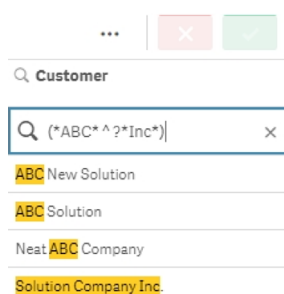 ...
Customer
(*ABC* ^ ?*Inc*)
ABC New Solution
ABC Solution
Neat ABC Company
Solution Company Inc.